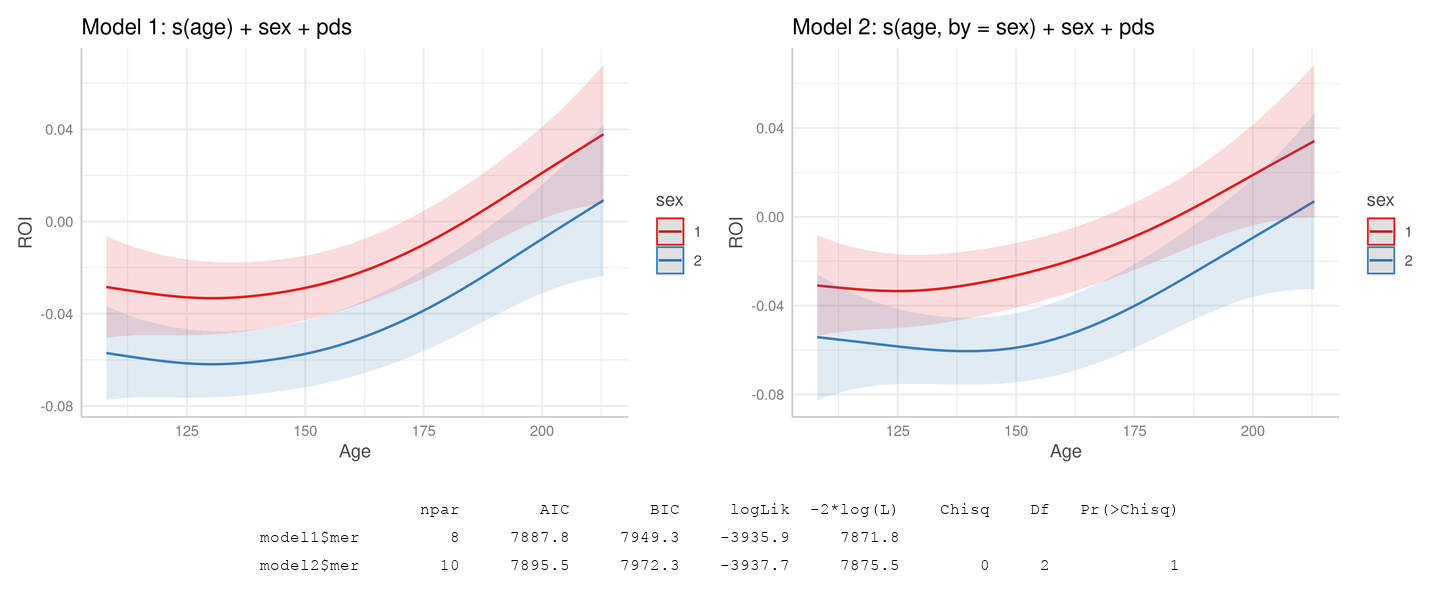 Model 1: s(age) + sex + pds
0.04
0.00
-0.04
-0.08
ROI
125 150 175 200
Age
sex
1
2
Model 2: s(age, by = sex) + sex + pds
0.04
0.00
-0.04
-0.08
ROI
125 150 175 200
Age
sex
1
2
npar AIC BIC logLik -2*log(L) Chisq Df Pr(>Chisq)
model1$mer 8 7887.8 7949.3 -3935.9 7871.8
model2$mer 10 7895.5 7972.3 -3937.7 7875.5 0 2 1